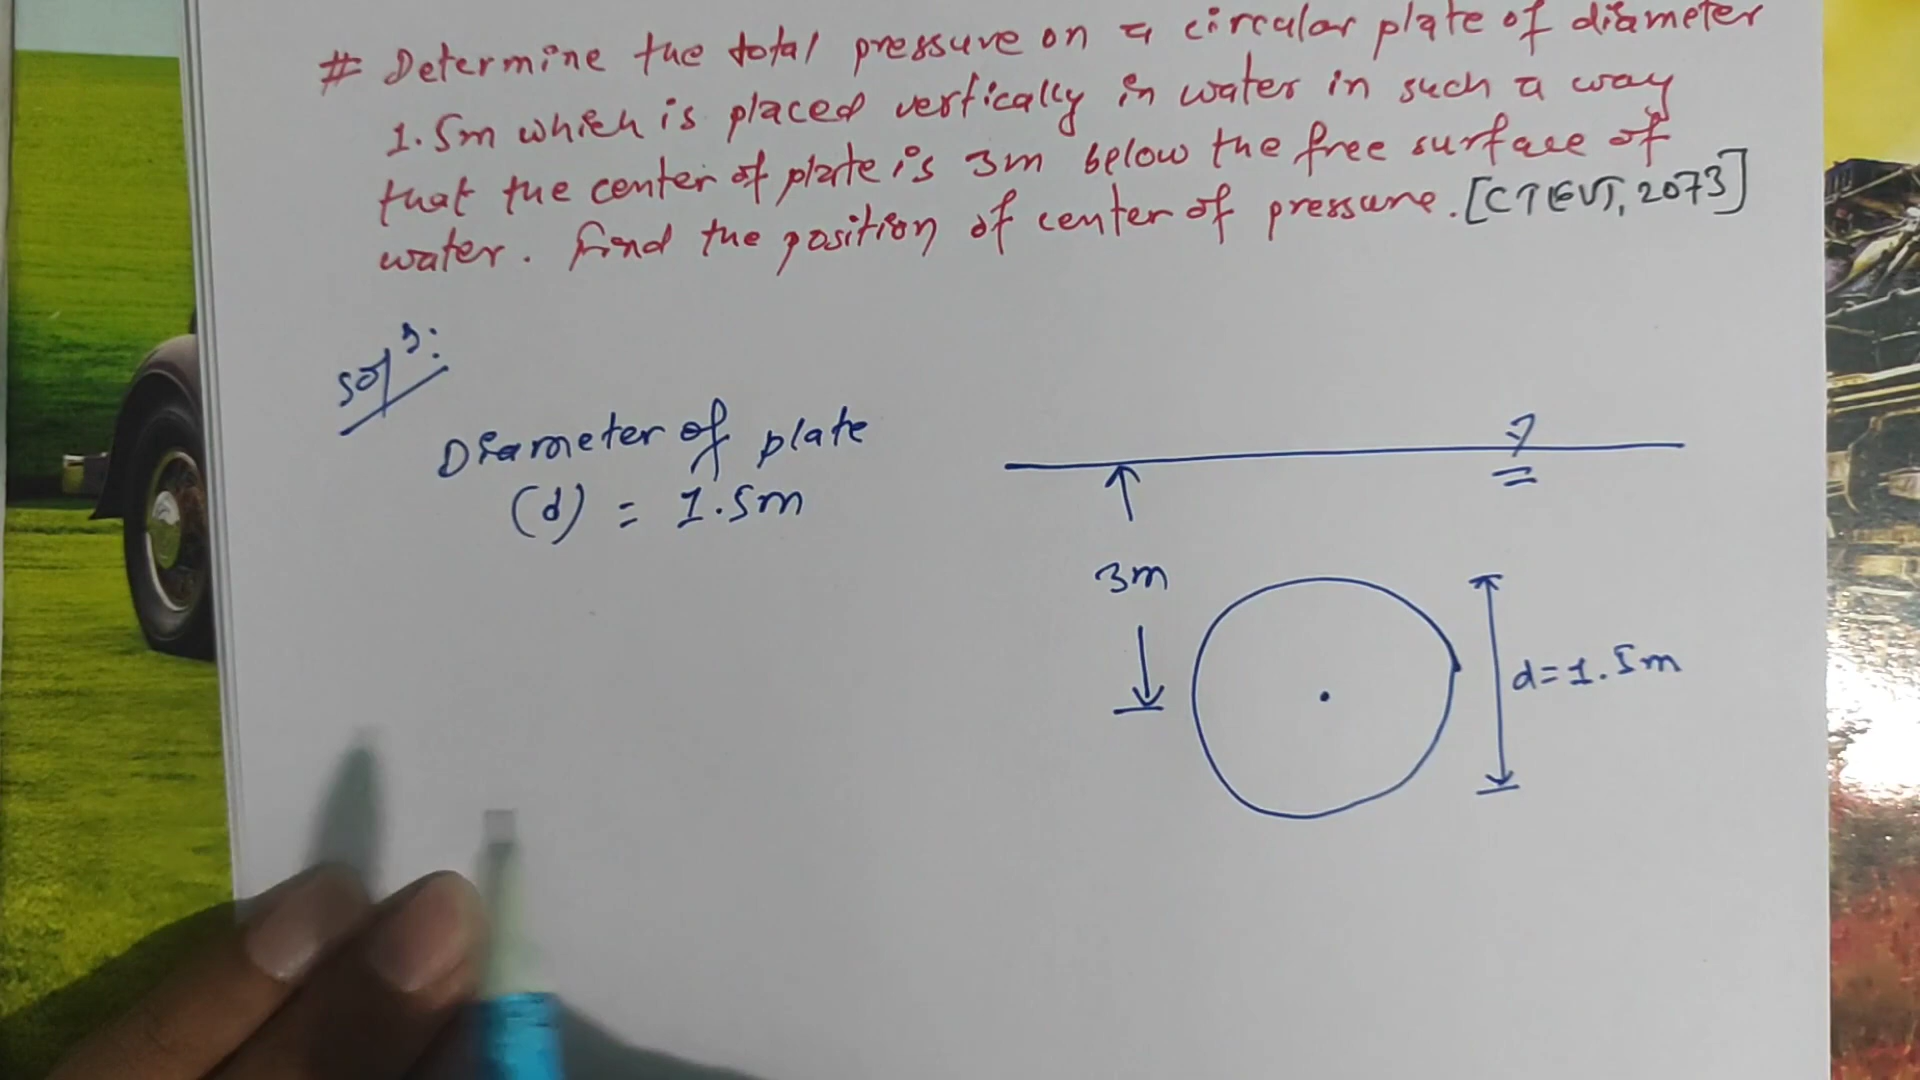 # Determine the total pressure on a circular plate of diameter
1.5m which is placed vertically in water in such a way
that the center of plate is 3m below the free surface of
water. Find the position of center of pressure. [CTEVT, 2073]
Solⁿ:
Diameter of plate
(d) = 1.5m
3m
d=1.5m